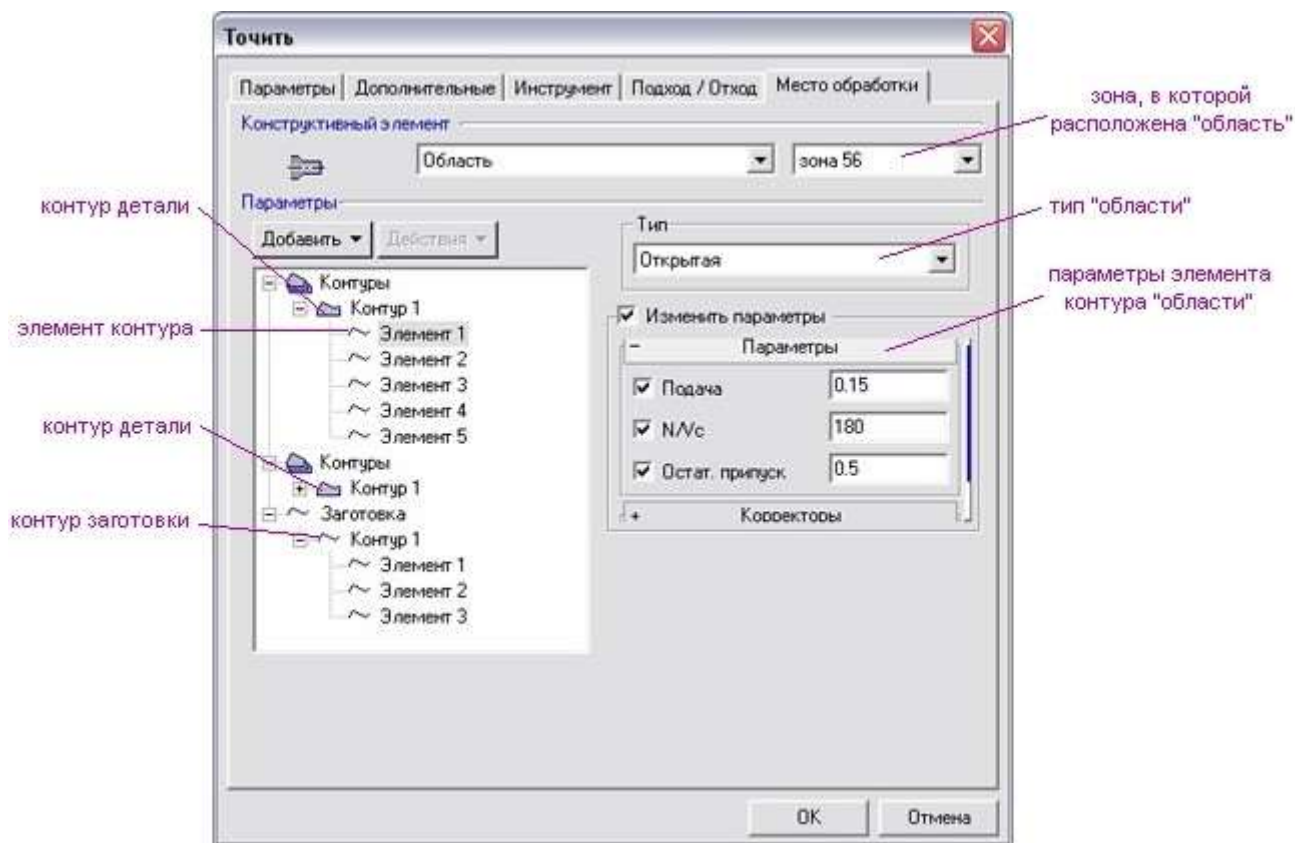 Точить
Параметры Дополнительные Инструмент Подход / Отход Место обработки
зона, в которой
расположена "область"
Конструктивный элемент
Область зона 56
контур детали
Параметры
тип "области"
Добавить Действия
Тип
Открытая
параметры элемента
контура "области"
Контуры
Контур 1
элемент контура
Элемент 1
Элемент 2
Элемент 3
Элемент 4
Элемент 5
Изменить параметры
Параметры
Подача 0.15
N/Vc 180
Остат. припуск 0.5
Корректоры
контур детали
Контуры
Контур 1
контур заготовки
Заготовка
Контур 1
Элемент 1
Элемент 2
Элемент 3
OK Отмена